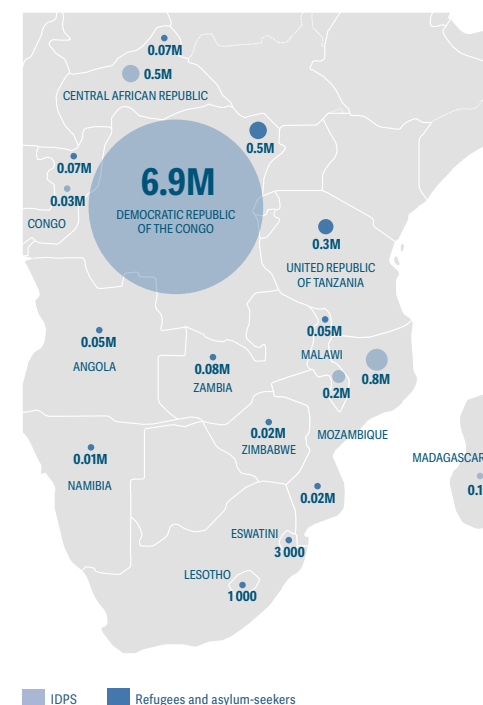 0.07M
0.5M
CENTRAL AFRICAN REPUBLIC
0.5M
0.07M
0.03M
CONGO
6.9M
DEMOCRATIC REPUBLIC
OF THE CONGO
0.3M
UNITED REPUBLIC
OF TANZANIA
0.05M
MALAWI
0.05M
ANGOLA
0.08M
ZAMBIA
0.8M
0.2M
0.02M
ZIMBABWE
MOZAMBIQUE
0.01M
NAMIBIA
MADAGASCAR
0.1
0.02M
ESWATINI
3 000
LESOTHO
1 000
IDPS
Refugees and asylum-seekers